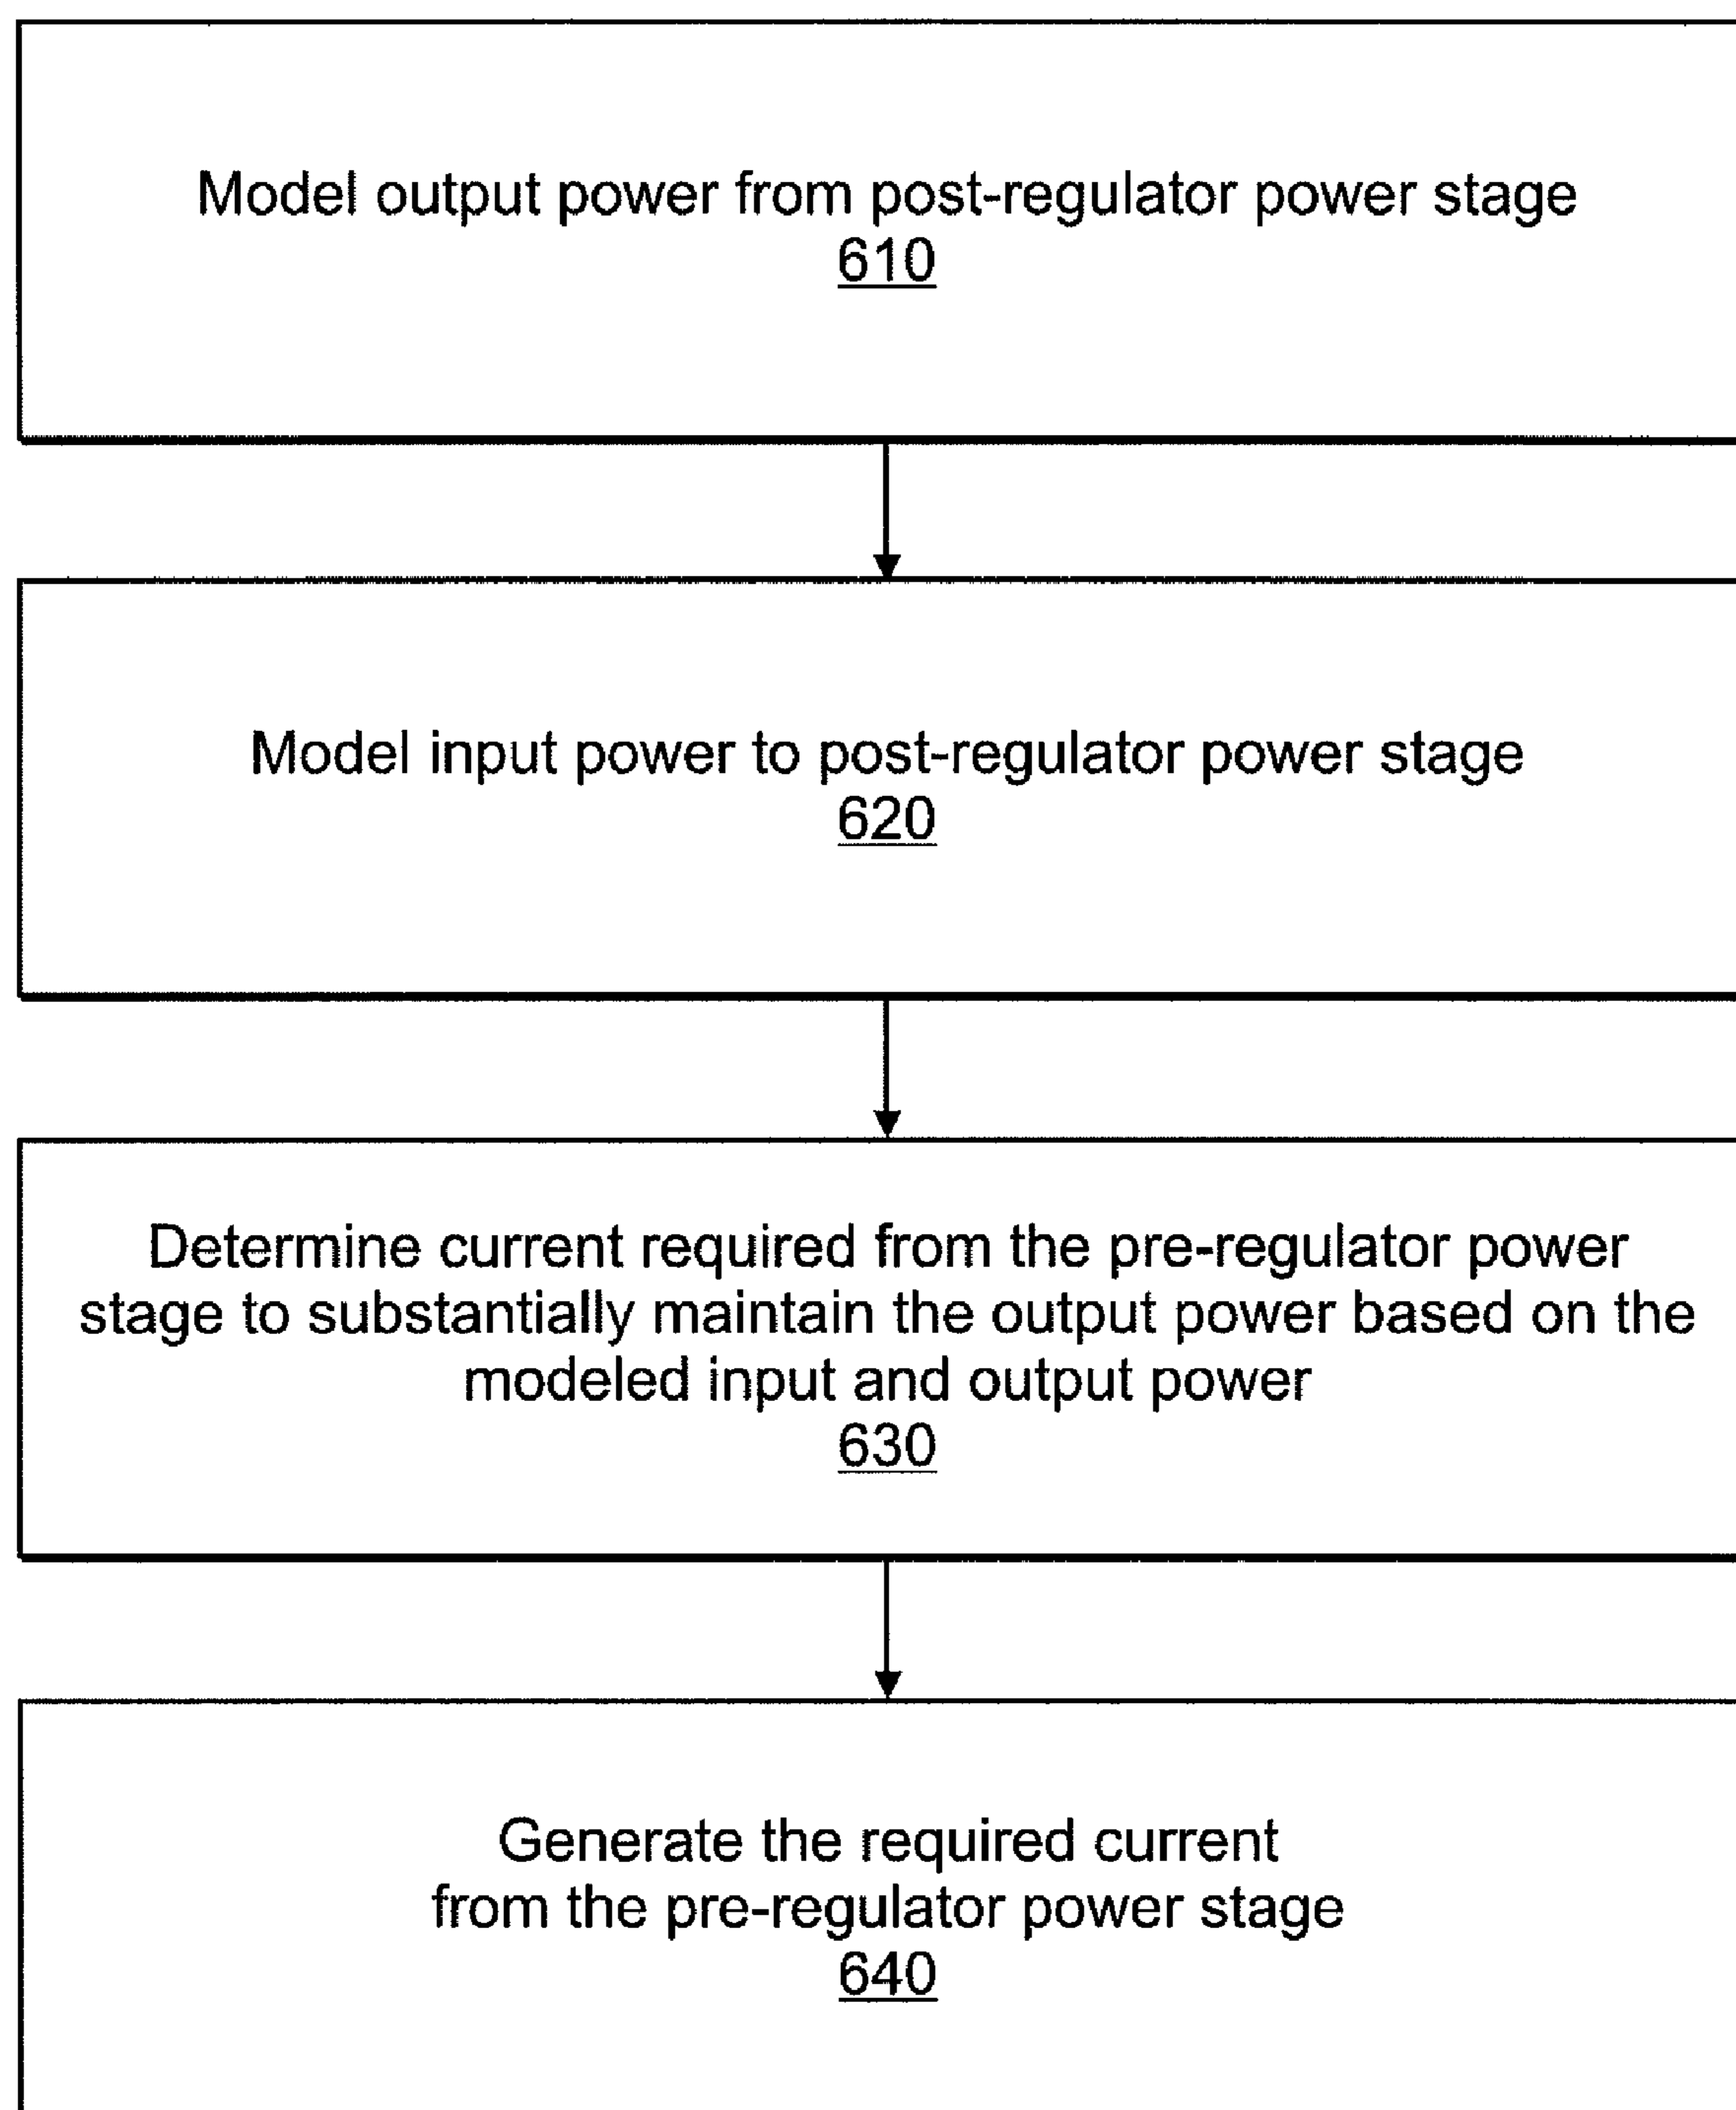 Model output power from post-regulator power stage
610
Model input power to post-regulator power stage
620
Determine current required from the pre-regulator power
stage to substantially maintain the output power based on the
modeled input and output power
630
Generate the required current
from the pre-regulator power stage
640